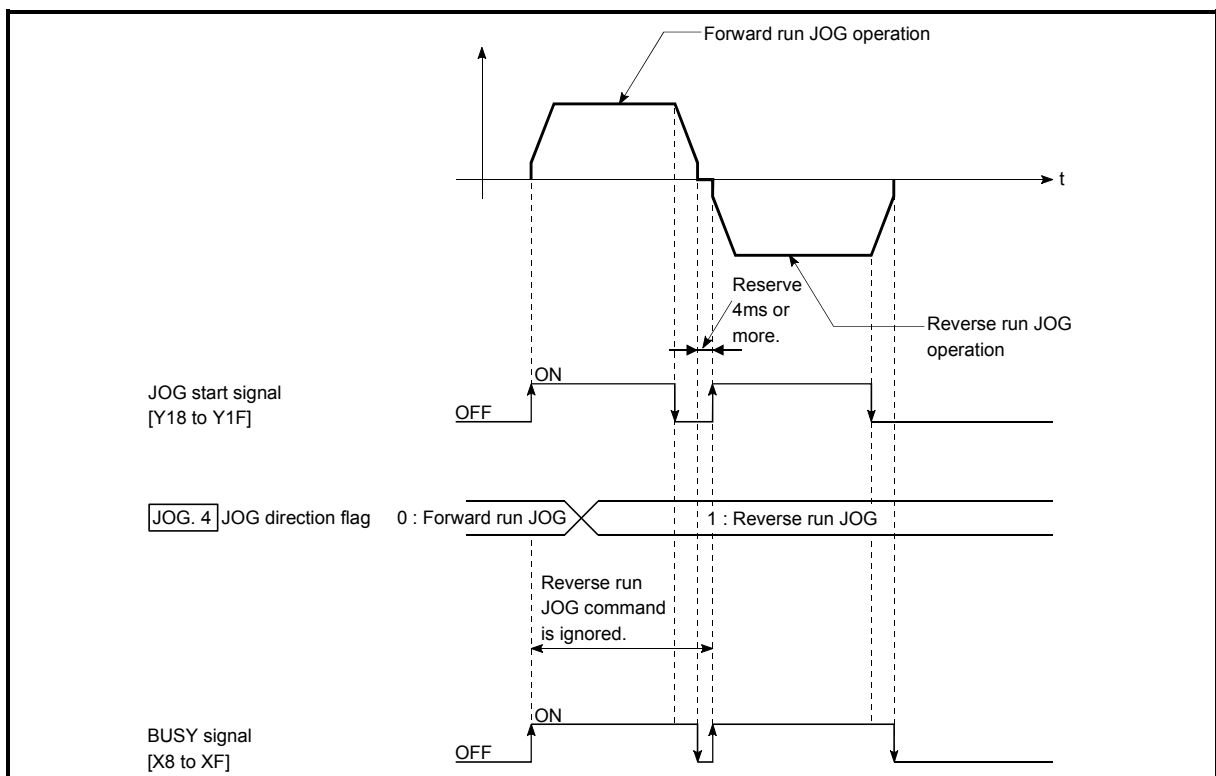 Forward run JOG operation
t
Reserve
4ms or
more.
Reverse run JOG
operation
ON
JOG start signal
[Y18 to Y1F]
OFF
JOG. 4 JOG direction flag 0 : Forward run JOG 1 : Reverse run JOG
Reverse run
JOG command
is ignored.
ON
BUSY signal
[X8 to XF]
OFF